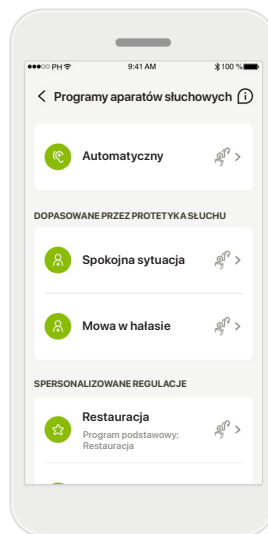 PH 9:41 AM 100 %
Programy aparatów słuchowych
Automatyczny
DOPASOWANE PRZEZ PROTETYKA SŁUCHU
Spokojna sytuacja
Mowa w hałasie
SPERSONALIZOWANE REGULACJE
Restauracja
Program podstawowy:
Restauracja